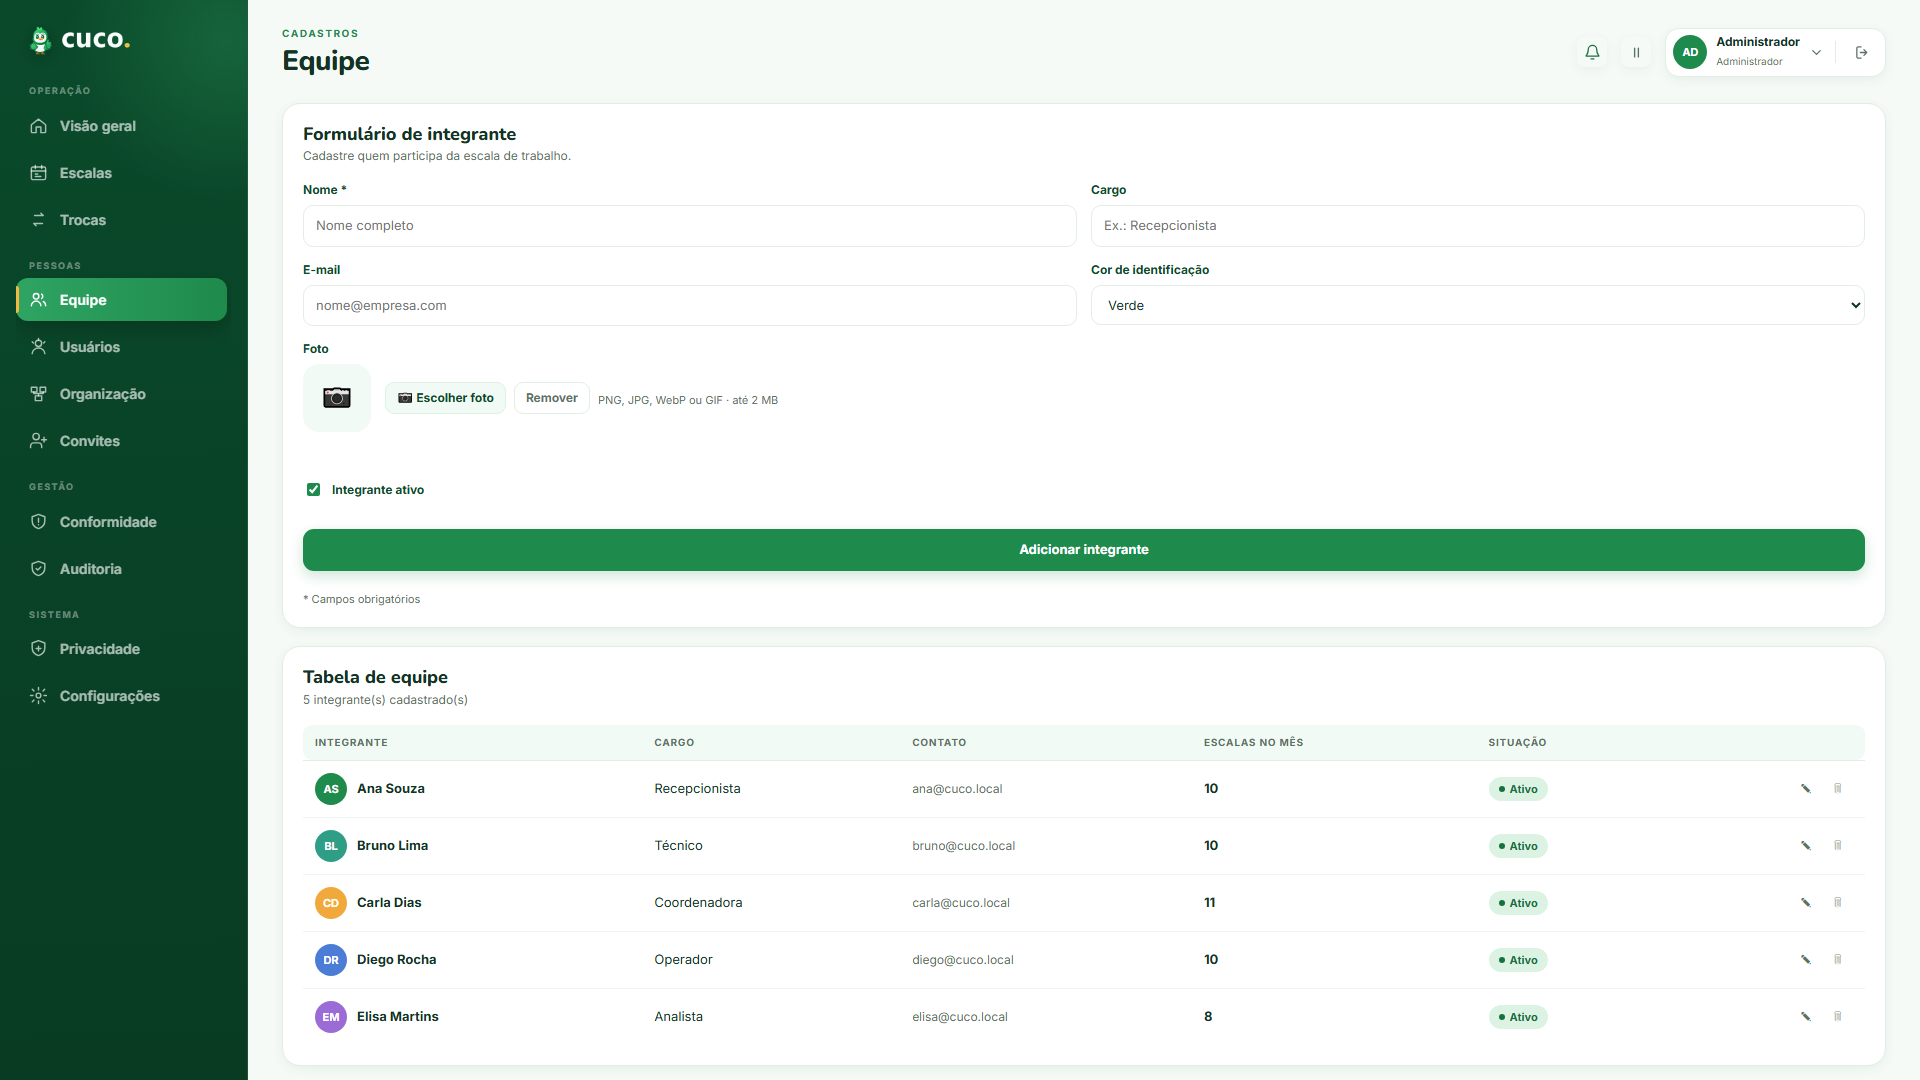 cuco.
OPERAÇÃO
Visão geral
Escalas
Trocas
PESSOAS
Equipe
Usuários
Organização
Convites
GESTÃO
Conformidade
Auditoria
SISTEMA
Privacidade
Configurações
CADASTROS
Equipe
AD
Administrador
Administrador
Formulário de integrante
Cadastre quem participa da escala de trabalho.
Nome *
Nome completo
Cargo
Ex.: Recepcionista
E-mail
nome@empresa.com
Cor de identificação
Verde
Foto
Escolher foto
Remover
PNG, JPG, WebP ou GIF · até 2 MB
Integrante ativo
Adicionar integrante
* Campos obrigatórios
Tabela de equipe
5 integrante(s) cadastrado(s)
INTEGRANTE CARGO CONTATO ESCALAS NO MÊS SITUAÇÃO
AS Ana Souza Recepcionista ana@cuco.local 10 Ativo
BL Bruno Lima Técnico bruno@cuco.local 10 Ativo
CD Carla Dias Coordenadora carla@cuco.local 11 Ativo
DR Diego Rocha Operador diego@cuco.local 10 Ativo
EM Elisa Martins Analista elisa@cuco.local 8 Ativo